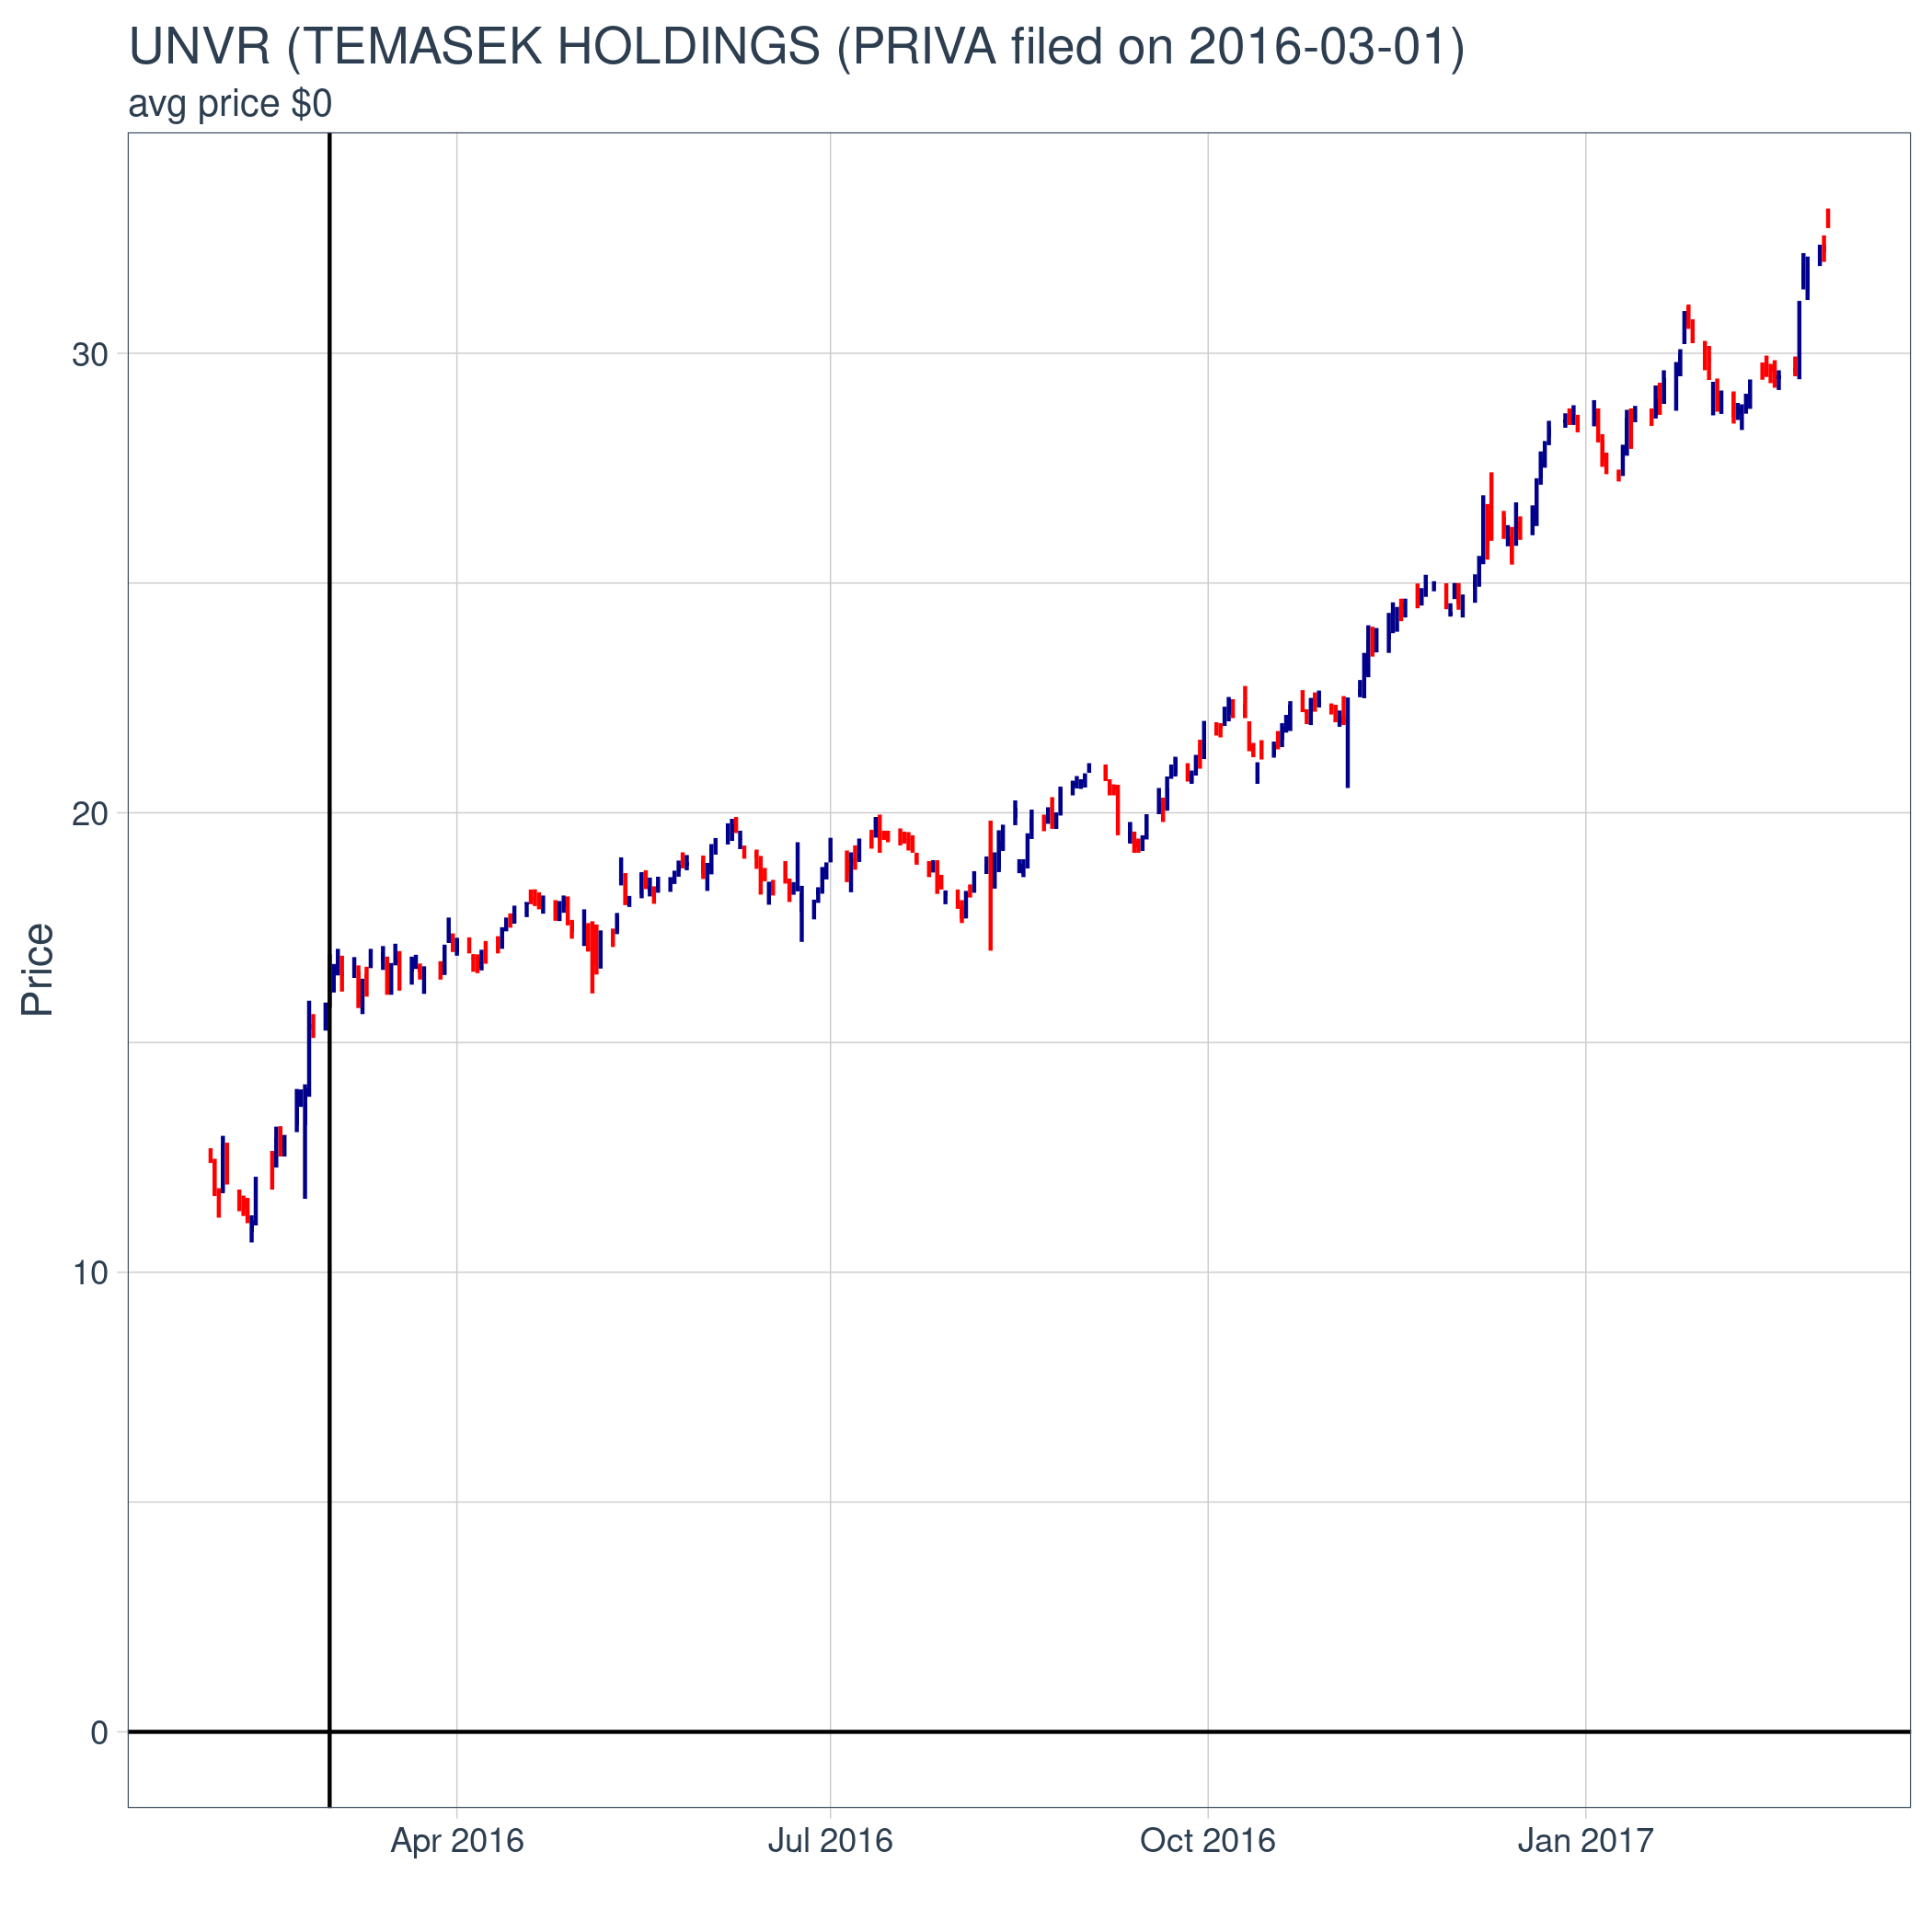 UNVR (TEMASEK HOLDINGS (PRIVA filed on 2016-03-01)
avg price $0
Price
30
20
10
0
Apr 2016
Jul 2016
Oct 2016
Jan 2017